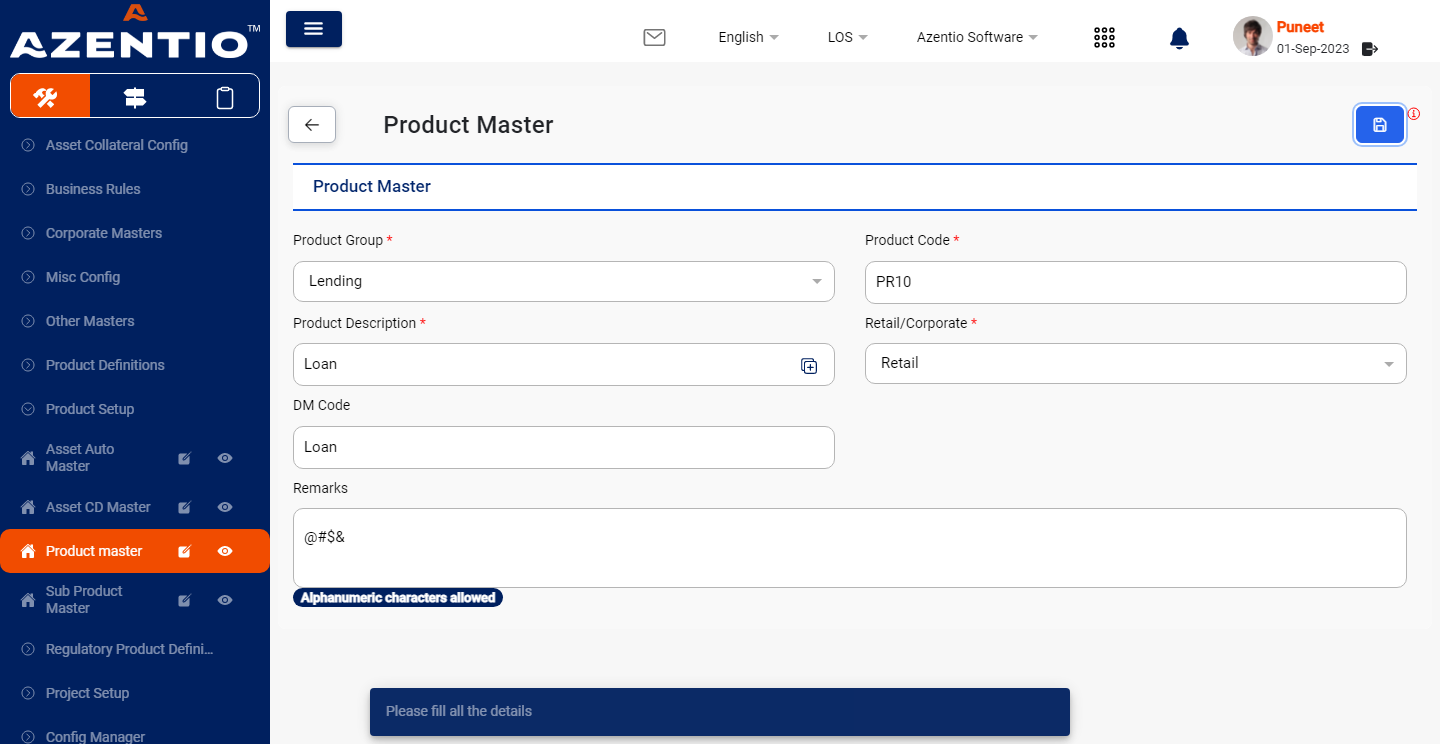 AZENTIO™
English
LOS
Azentio Software
Puneet
01-Sep-2023
Asset Collateral Config
Business Rules
Corporate Masters
Misc Config
Other Masters
Product Definitions
Product Setup
Asset Auto
Master
Asset CD Master
Product master
Sub Product
Master
Regulatory Product Defini...
Project Setup
Config Manager
Product Master
Product Master
Product Group *
Lending
Product Code *
PR10
Product Description *
Loan
Retail/Corporate *
Retail
DM Code
Loan
Remarks
@#$&
Alphanumeric characters allowed
Please fill all the details